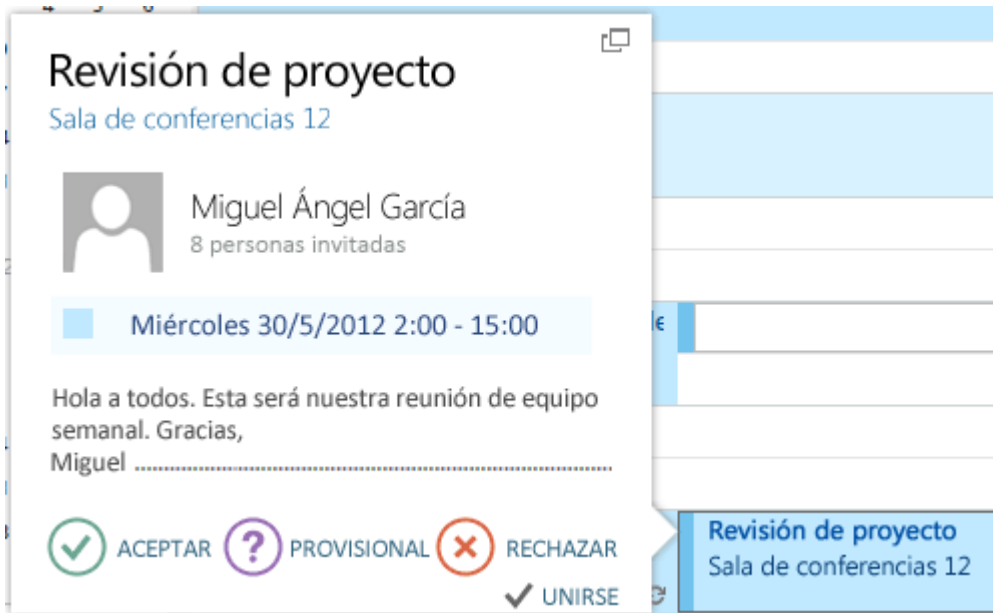 Revisión de proyecto
Sala de conferencias 12
Miguel Ángel García
8 personas invitadas
Miércoles 30/5/2012 2:00 - 15:00
Hola a todos. Esta será nuestra reunión de equipo
semanal. Gracias,
Miguel ................................................................................
ACEPTAR ? PROVISIONAL RECHAZAR
UNIRSE
Revisión de proyecto
Sala de conferencias 12